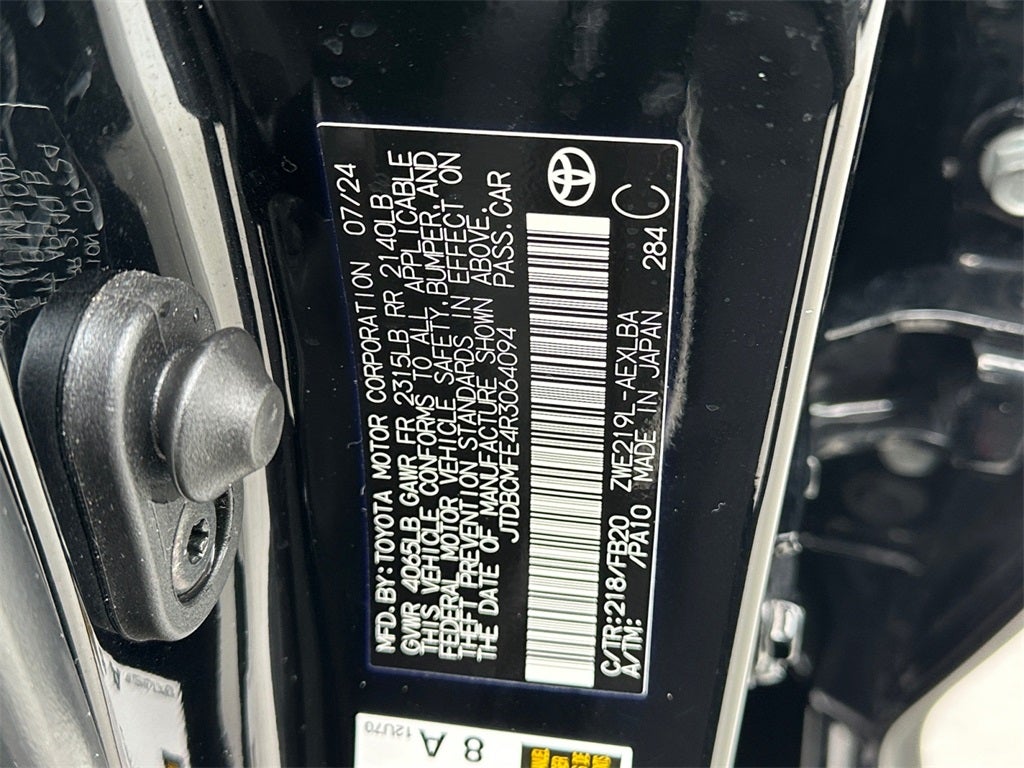 MFD.BY:TOYOTA MOTOR CORPORATION 07/24
GVWR 4065LB GAWR FR 2315LB RR 2140LB
THIS VEHICLE CONFORMS TO ALL APPLICABLE
FEDERAL MOTOR VEHICLE SAFETY,BUMPER,AND
THEFT PREVENTION STANDARDS IN EFFECT ON
THE DATE OF MANUFACTURE SHOWN ABOVE.
JTDBCMFE4R3064094 PASS.CAR
C/TR:218/FB20 ZWE219L-AEXLBA 284 C
A/TM: /PA10 MADE IN JAPAN
12U70
8 A